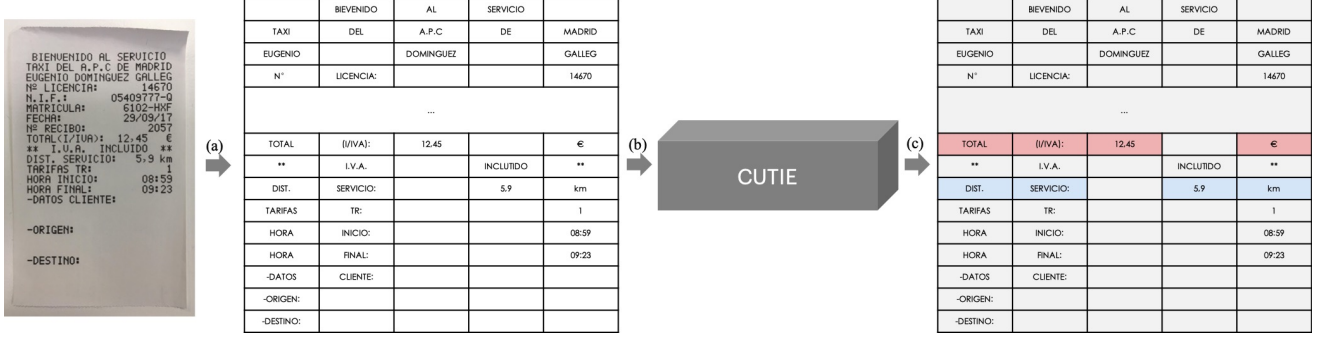 BIENVENIDO AL SERVICIO
TAXI DEL A.P.C DE MADRID
EUGENIO DOMINGUEZ GALLEG
Nº LICENCIA: 14670
N.I.F.: 05409777-Q
MATRICULA: 6102-HXF
FECHA: 29/09/17
Nº RECIBO: 2057
TOTAL(I/IVA): 12,45 €
** I.V.A. INCLUIDO **
DIST. SERVICIO: 5,9 km
TARIFAS TR: 1
HORA INICIO: 08:59
HORA FINAL: 09:23
-DATOS CLIENTE:
-ORIGEN:
-DESTINO:
(a)
BIEVENIDO AL SERVICIO
TAXI DEL A.P.C DE MADRID
EUGENIO DOMINGUEZ GALLEG
N° LICENCIA: 14670
...
TOTAL (I/IVA): 12.45 €
** I.V.A. INCLUTIDO **
DIST. SERVICIO: 5.9 km
TARIFAS TR: 1
HORA INICIO: 08:59
HORA FINAL: 09:23
-DATOS CLIENTE:
-ORIGEN:
-DESTINO:
(b)
CUTIE
(c)
BIEVENIDO AL SERVICIO
TAXI DEL A.P.C DE MADRID
EUGENIO DOMINGUEZ GALLEG
N° LICENCIA: 14670
...
TOTAL (I/IVA): 12.45 €
** I.V.A. INCLUTIDO **
DIST. SERVICIO: 5.9 km
TARIFAS TR: 1
HORA INICIO: 08:59
HORA FINAL: 09:23
-DATOS CLIENTE:
-ORIGEN:
-DESTINO: